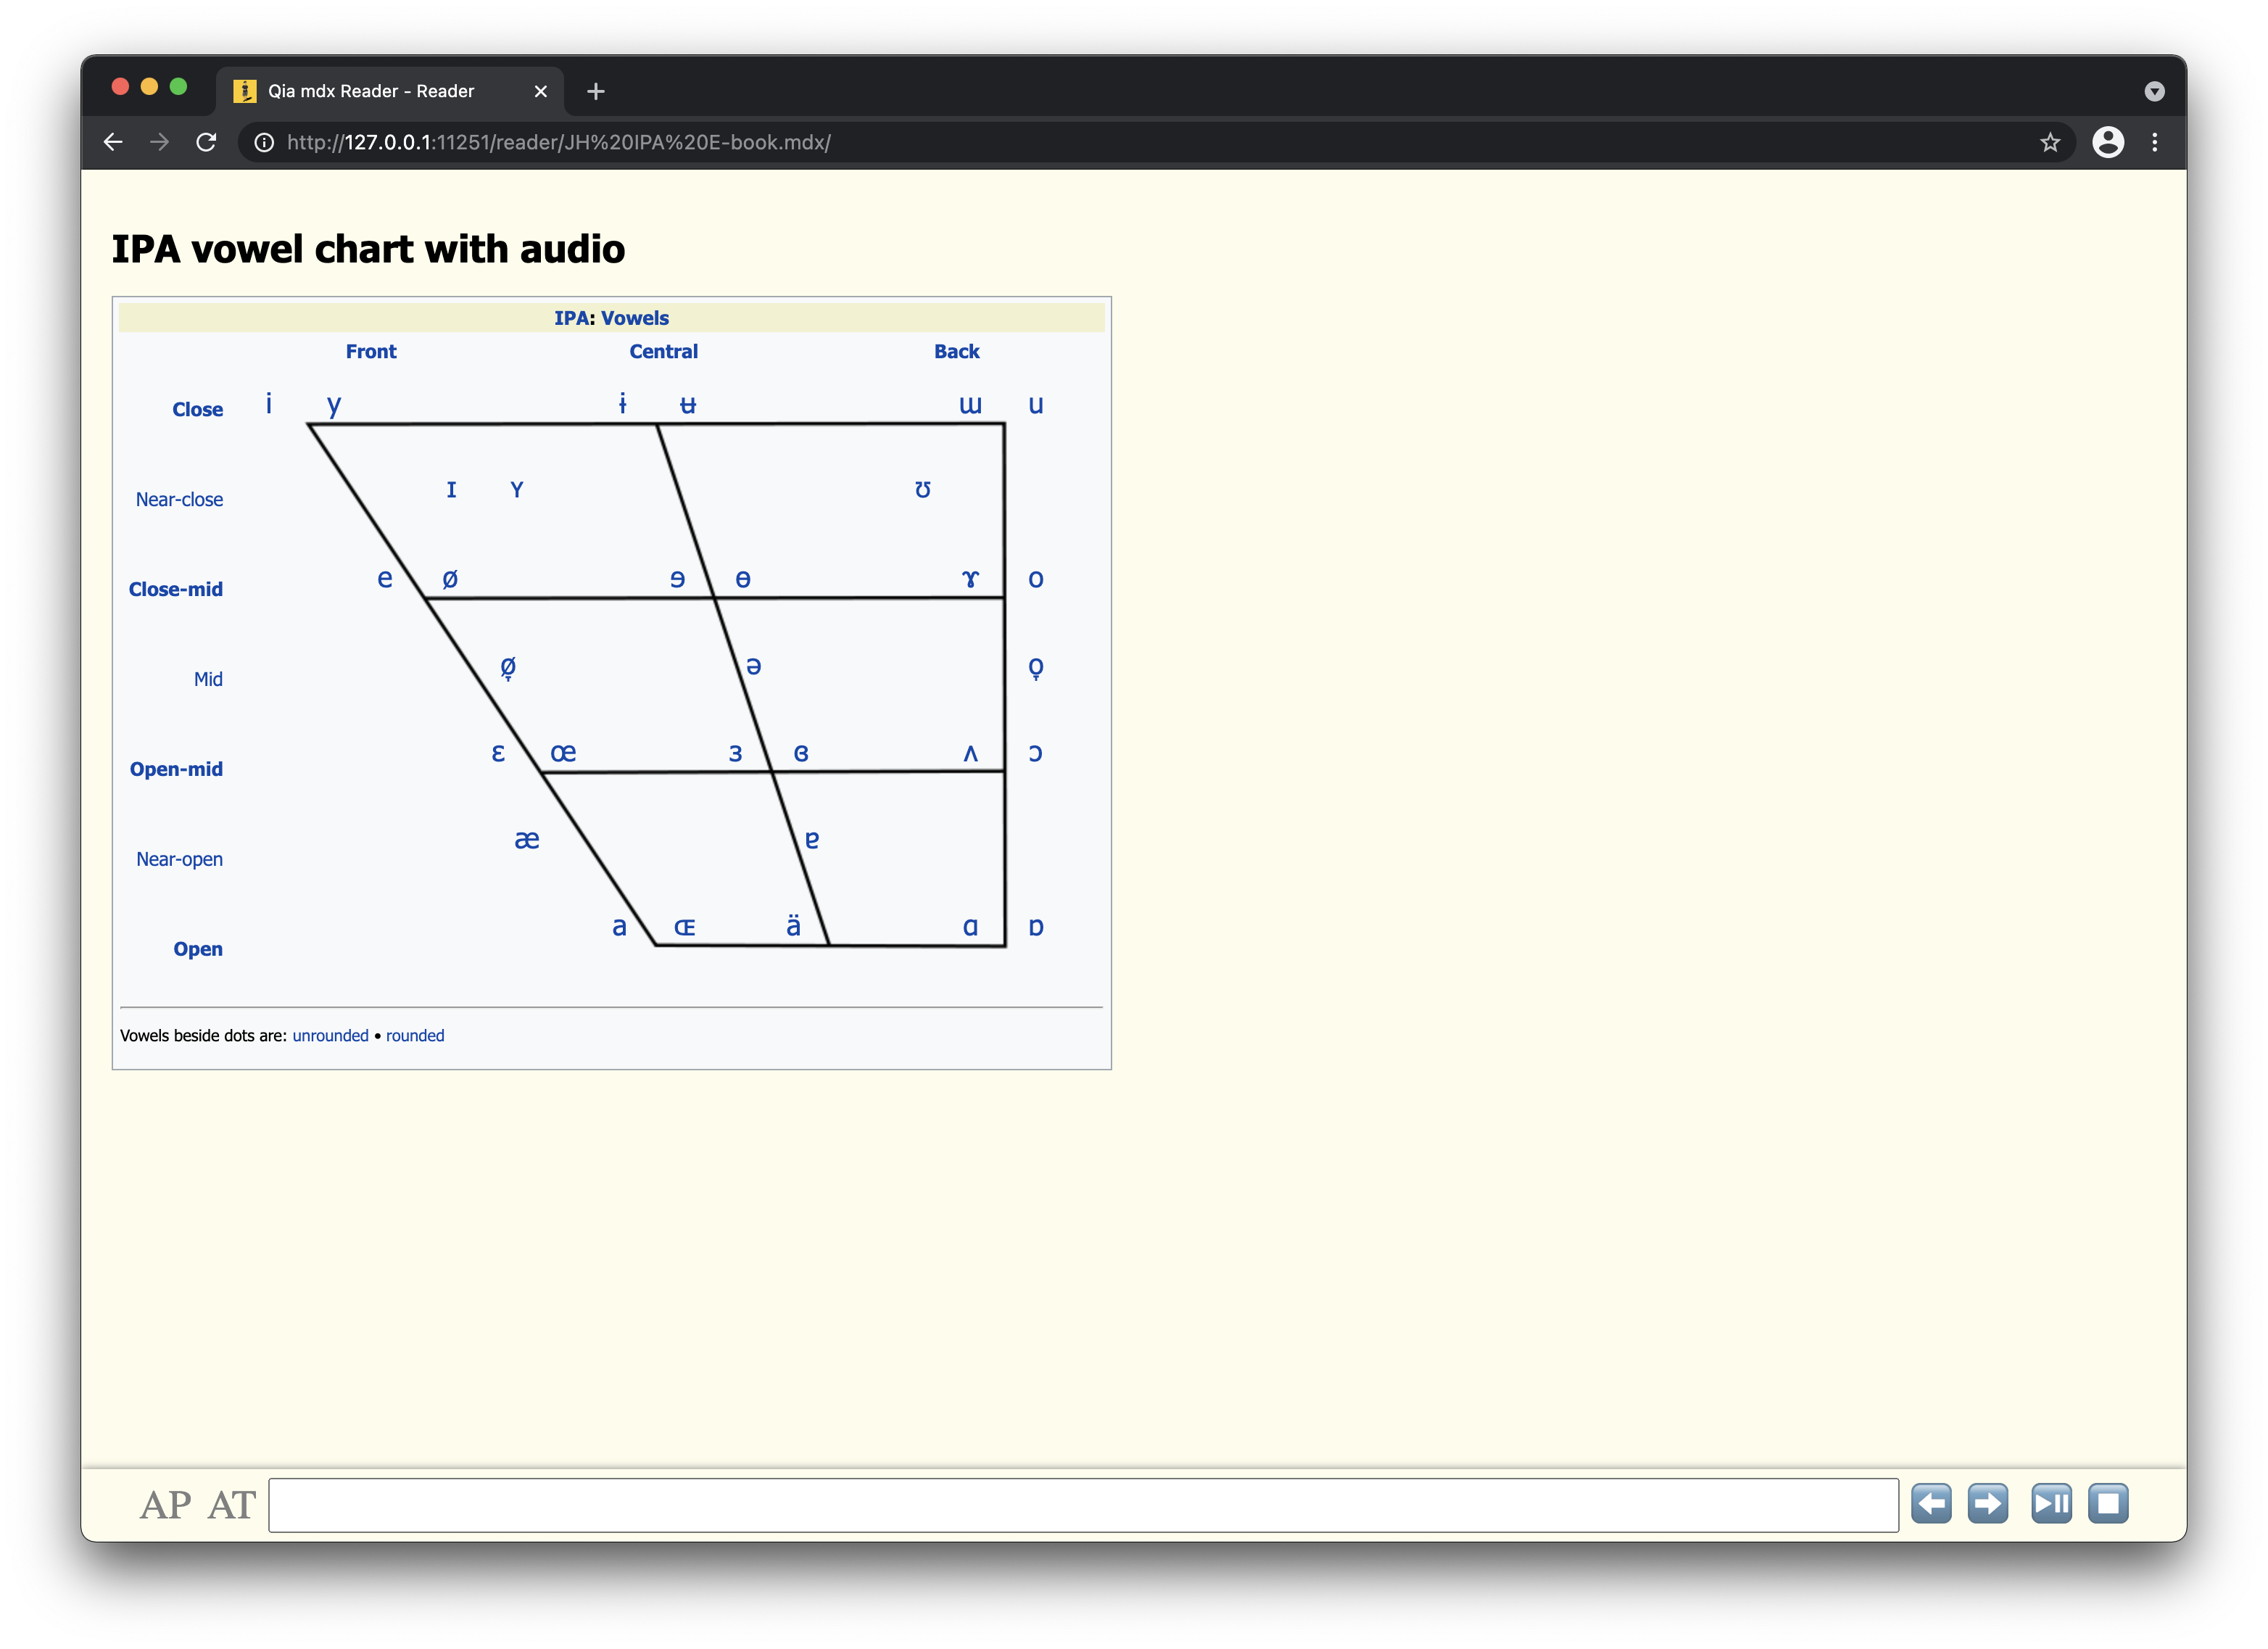 Qia mdx Reader - Reader
http://127.0.0.1:11251/reader/JH%20IPA%20E-book.mdx/
IPA vowel chart with audio
IPA: Vowels
Front Central Back
Close i y ɨ ʉ ɯ u
Near-close ɪ ʏ ʊ
Close-mid e ø ɘ ɵ ɤ o
Mid ø̞ ə o̞
Open-mid ɛ œ ɜ ɞ ʌ ɔ
Near-open æ ɐ
Open a ɶ ä ɑ ɒ
Vowels beside dots are: unrounded • rounded
AP AT